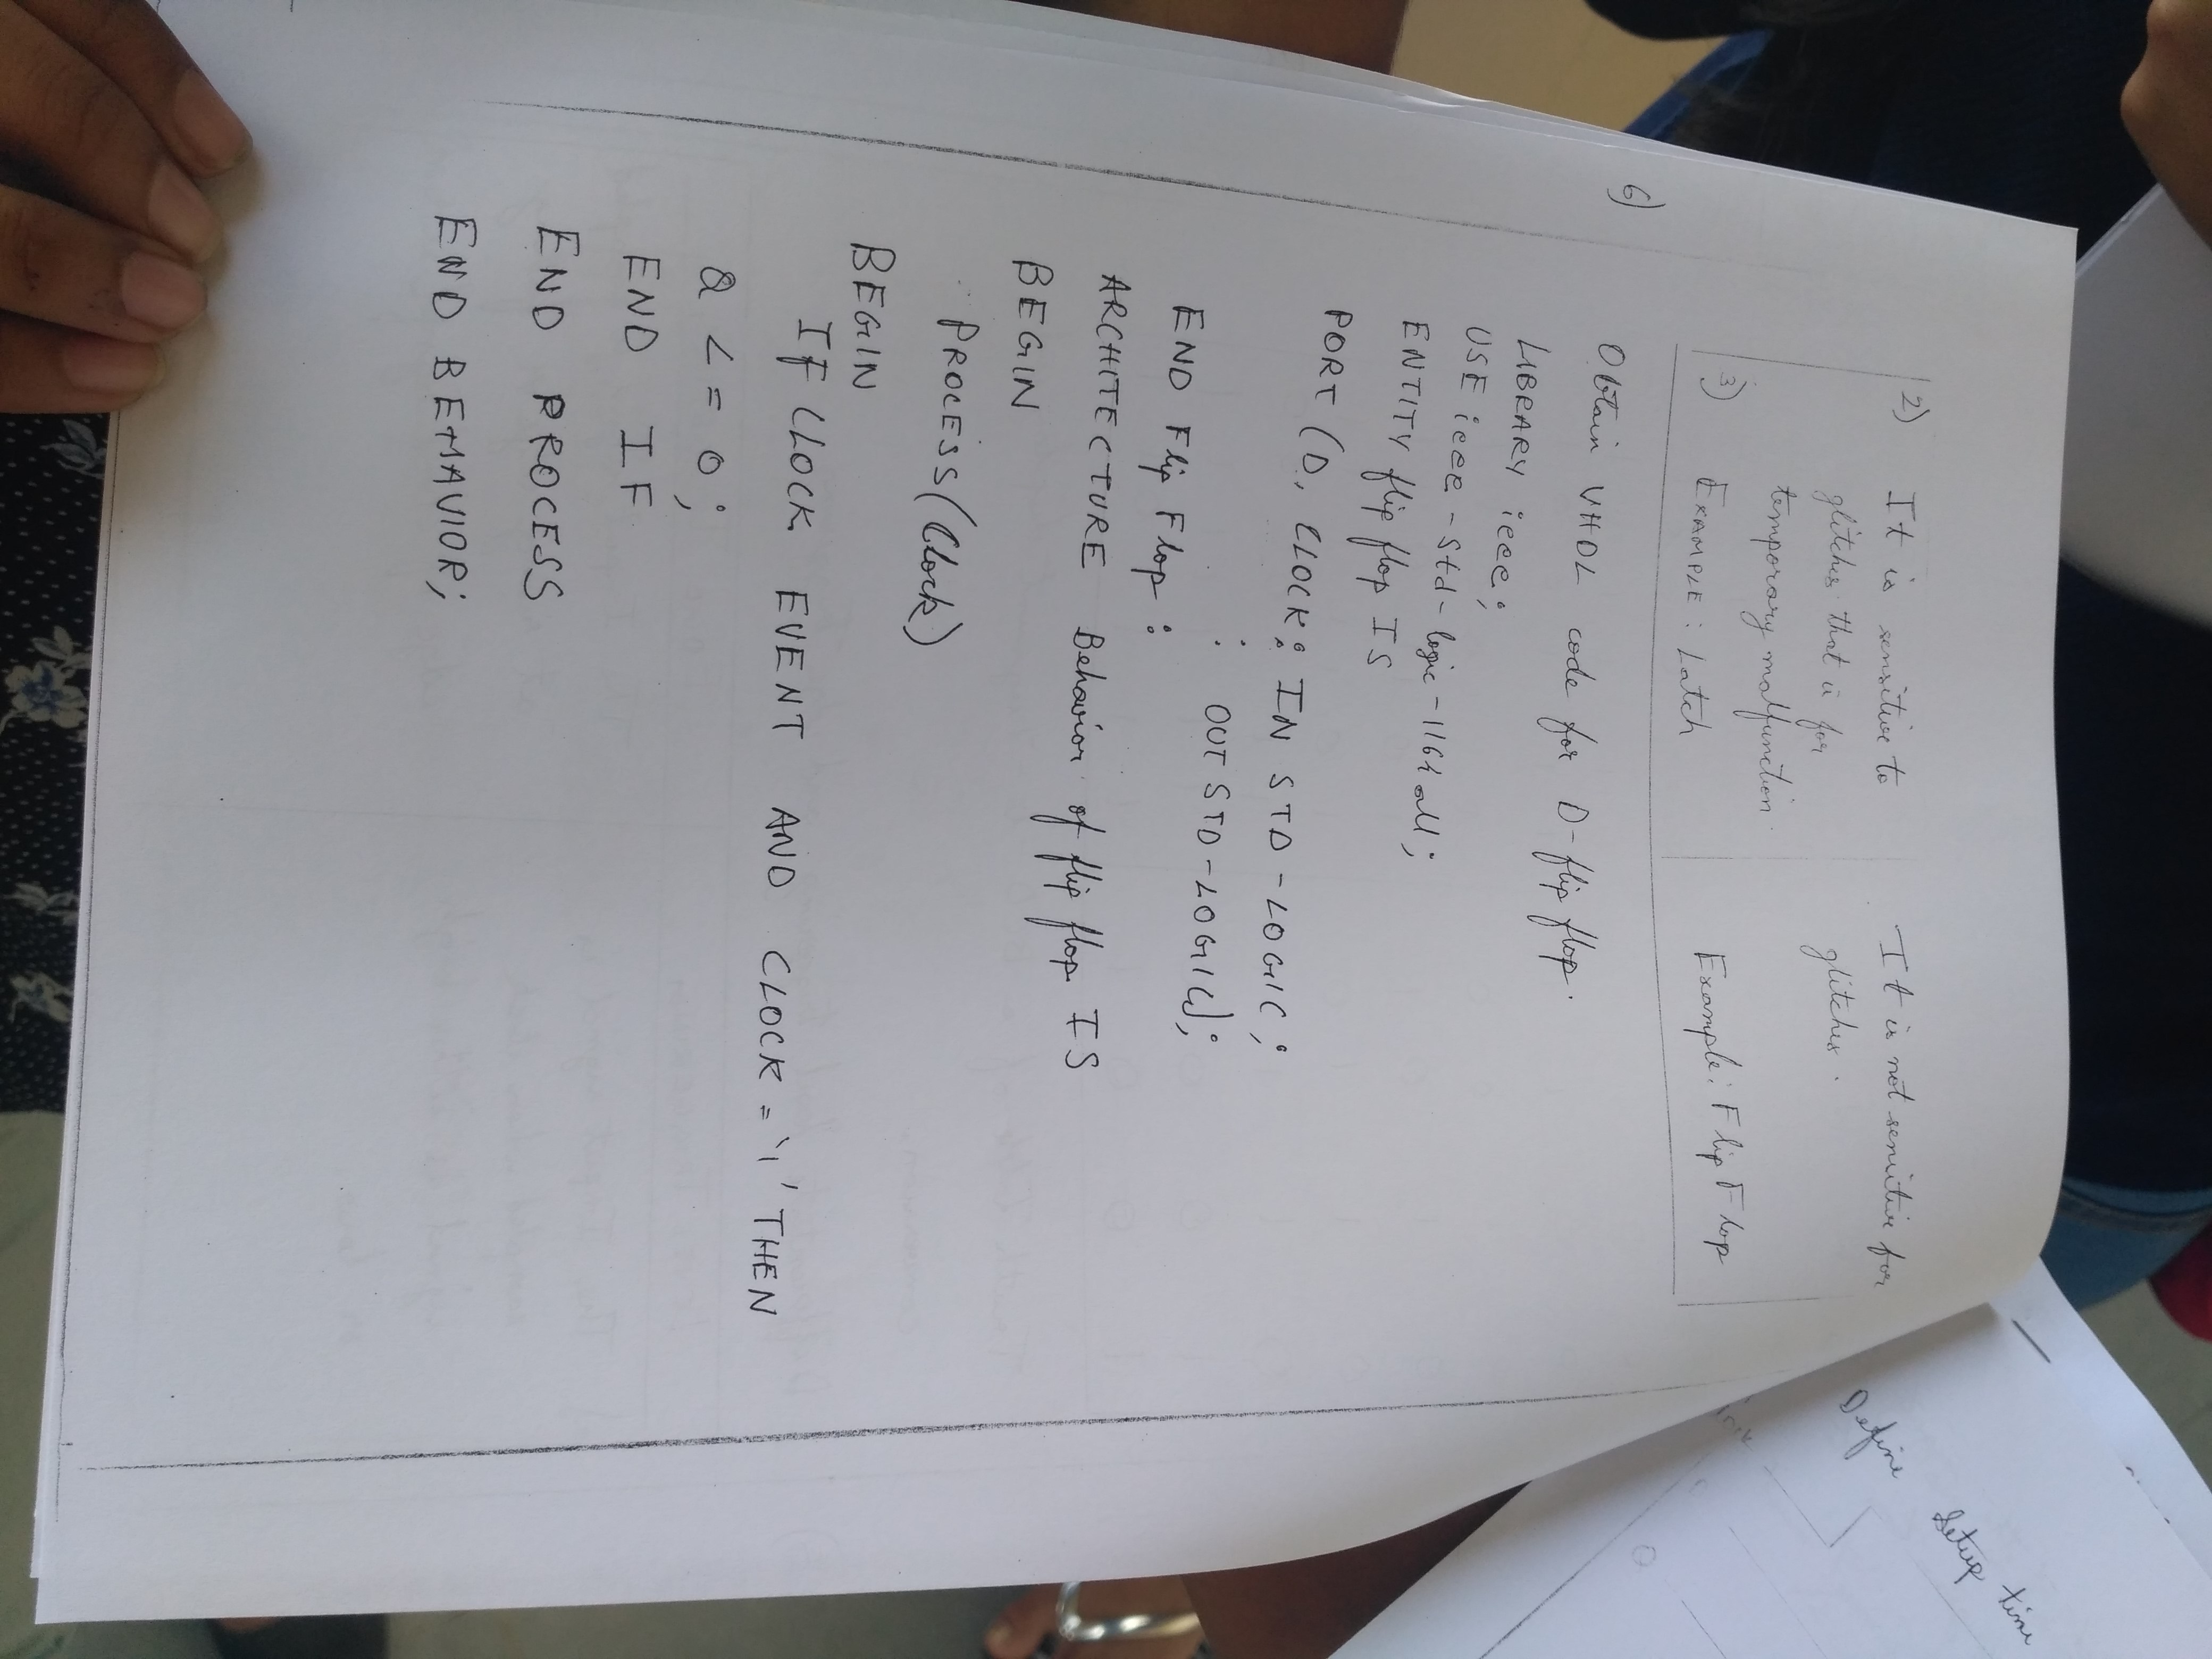 2) It is sensitive to
glitches that is for
temporary malfunction.
It is not sensitive for
glitches.
3) EXAMPLE: Latch
Example: Flip Flop
6) Obtain VHDL code for D-flip flop.
LIBRARY ieee;
USE ieee-std-logic-1164 all;
ENTITY flip flop IS
PORT (D, CLOCK: IN STD-LOGIC;
: OUT STD-LOGIC);
END Flip Flop:
ARCHITECTURE Behavior of flip flop IS
BEGIN
PROCESS(Clock)
BEGIN
IF CLOCK EVENT AND CLOCK = '1' THEN
Q <= 0;
END IF
END PROCESS
END BEHAVIOR;
Define Setup time